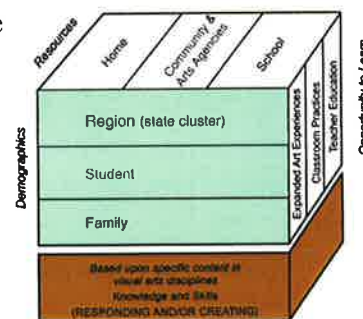 e
Resources
Home
Community &
Arts Agencies
School
Demographics
Region (state cluster)
Student
Family
Expanded Art Experiences
Classroom Practices
Teacher Education
Opportunity to Learn
Based upon specific content in
visual arts disciplines
Knowledge and Skills
(RESPONDING AND/OR CREATING)